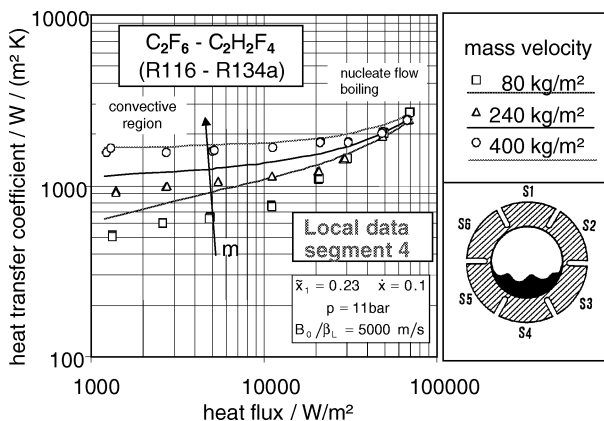 heat transfer coefficient / W / (m² K)
10000
1000
100
C₂F₆ - C₂H₂F₄
(R116 - R134a)
convective
region
nucleate flow
boiling
m
Local data
segment 4
x̃₁ = 0.23 ẋ = 0.1
p = 11bar
B₀/β_L = 5000 m/s
1000
10000
100000
heat flux / W/m²
mass velocity
80 kg/m²
240 kg/m²
400 kg/m²
S1
S2
S3
S4
S5
S6